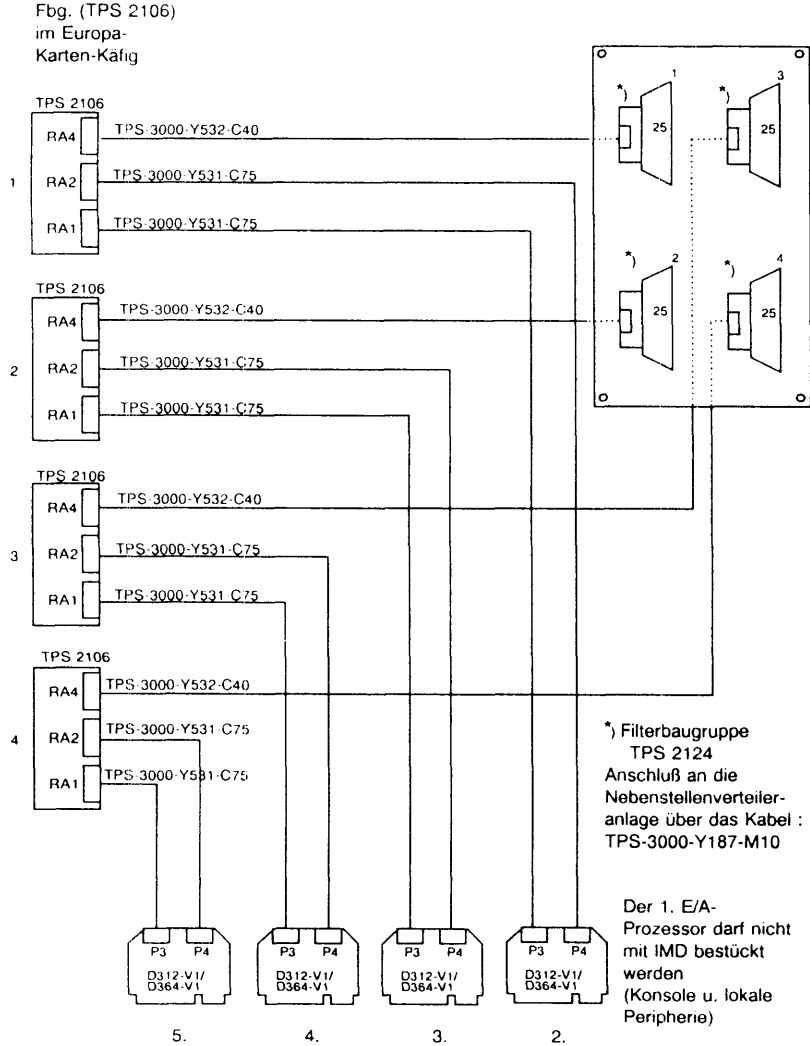 Fbg. (TPS 2106)
im Europa-
Karten-Käfig
TPS 2106
1
RA4
TPS-3000-Y532-C40
RA2
TPS-3000-Y531-C75
RA1
TPS-3000-Y531-C75
TPS 2106
2
RA4
TPS-3000-Y532-C40
RA2
TPS-3000-Y531-C75
RA1
TPS-3000-Y531-C75
TPS 2106
3
RA4
TPS-3000-Y532-C40
RA2
TPS-3000-Y531-C75
RA1
TPS-3000-Y531-C75
TPS 2106
4
RA4
TPS-3000-Y532-C40
RA2
TPS-3000-Y531-C75
RA1
TPS-3000-Y531-C75
*) 1
25
*) 3
25
*) 2
25
*) 4
25
*) Filterbaugruppe
TPS 2124
Anschluß an die
Nebenstellenverteiler-
anlage über das Kabel :
TPS-3000-Y187-M10
Der 1. E/A-
Prozessor darf nicht
mit IMD bestückt
werden
(Konsole u. lokale
Peripherie)
P3 P4
D312-V1/
D364-V1
5.
P3 P4
D312-V1/
D364-V1
4.
P3 P4
D312-V1/
D364-V1
3.
P3 P4
D312-V1/
D364-V1
2.